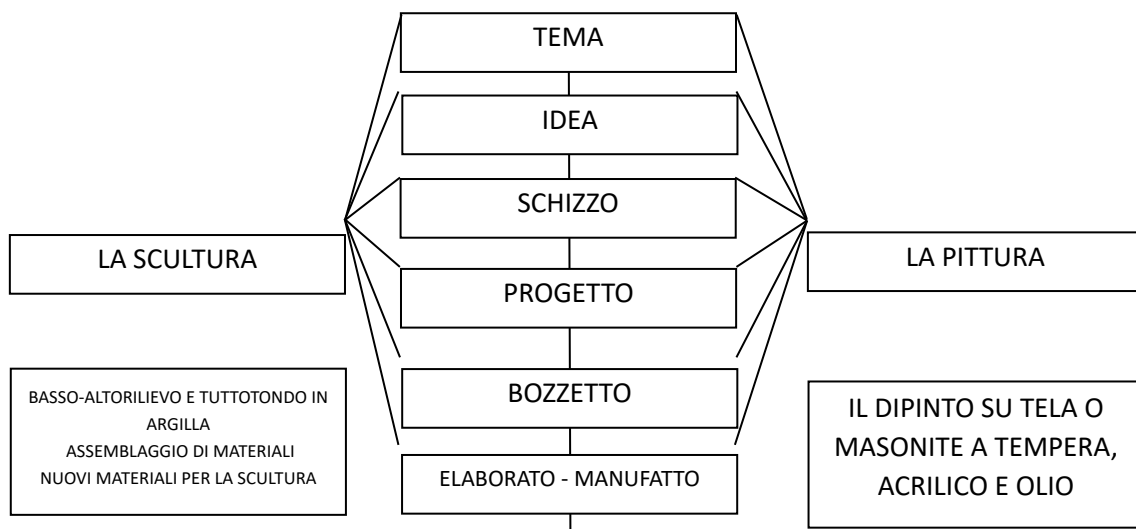 TEMA
IDEA
SCHIZZO
LA SCULTURA
LA PITTURA
PROGETTO
BASSO-ALTORILIEVO E TUTTOTONDO IN
ARGILLA
ASSEMBLAGGIO DI MATERIALI
NUOVI MATERIALI PER LA SCULTURA
BOZZETTO
ELABORATO - MANUFATTO
IL DIPINTO SU TELA O
MASONITE A TEMPERA,
ACRILICO E OLIO